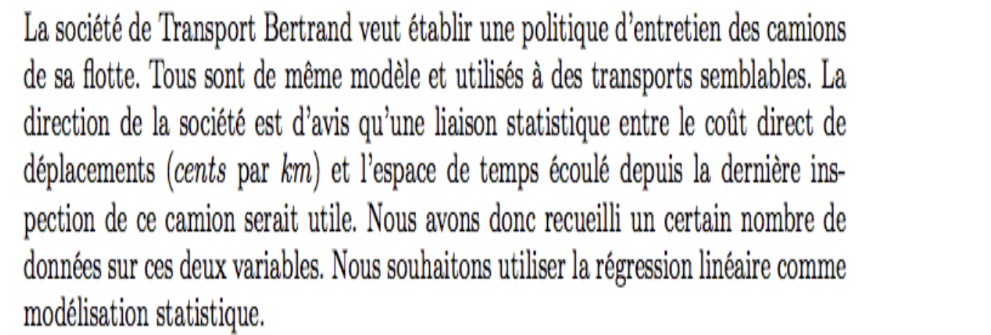 La société de Transport Bertrand veut établir une politique d'entretien des camions
de sa flotte. Tous sont de même modèle et utilisés à des transports semblables. La
direction de la société est d'avis qu'une liaison statistique entre le coût direct de
déplacements (cents par km) et l'espace de temps écoulé depuis la dernière ins-
pection de ce camion serait utile. Nous avons donc recueilli un certain nombre de
données sur ces deux variables. Nous souhaitons utiliser la régression linéaire comme
modélisation statistique.